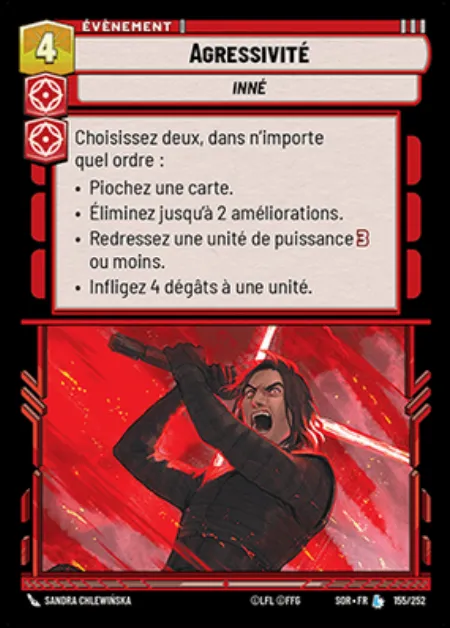 4
ÉVÈNEMENT
AGRESSIVITÉ
INNÉ
Choisissez deux, dans n'importe
quel ordre :
• Piochez une carte.
• Éliminez jusqu'à 2 améliorations.
• Redressez une unité de puissance 3
ou moins.
• Infligez 4 dégâts à une unité.
SANDRA CHLEWIŃSKA
©LFL ©FFG
SOR • FR
155/252